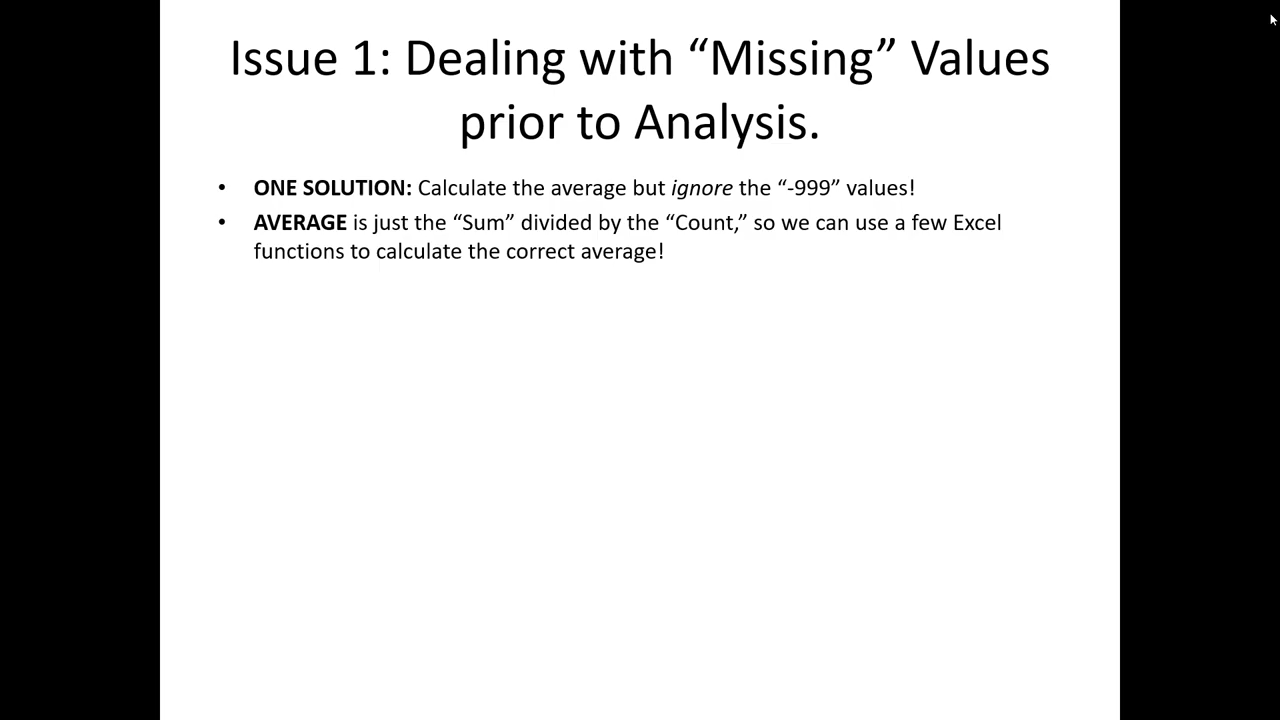 Issue 1: Dealing with “Missing” Values
prior to Analysis.
• ONE SOLUTION: Calculate the average but ignore the “-999” values!
• AVERAGE is just the “Sum” divided by the “Count,” so we can use a few Excel
functions to calculate the correct average!